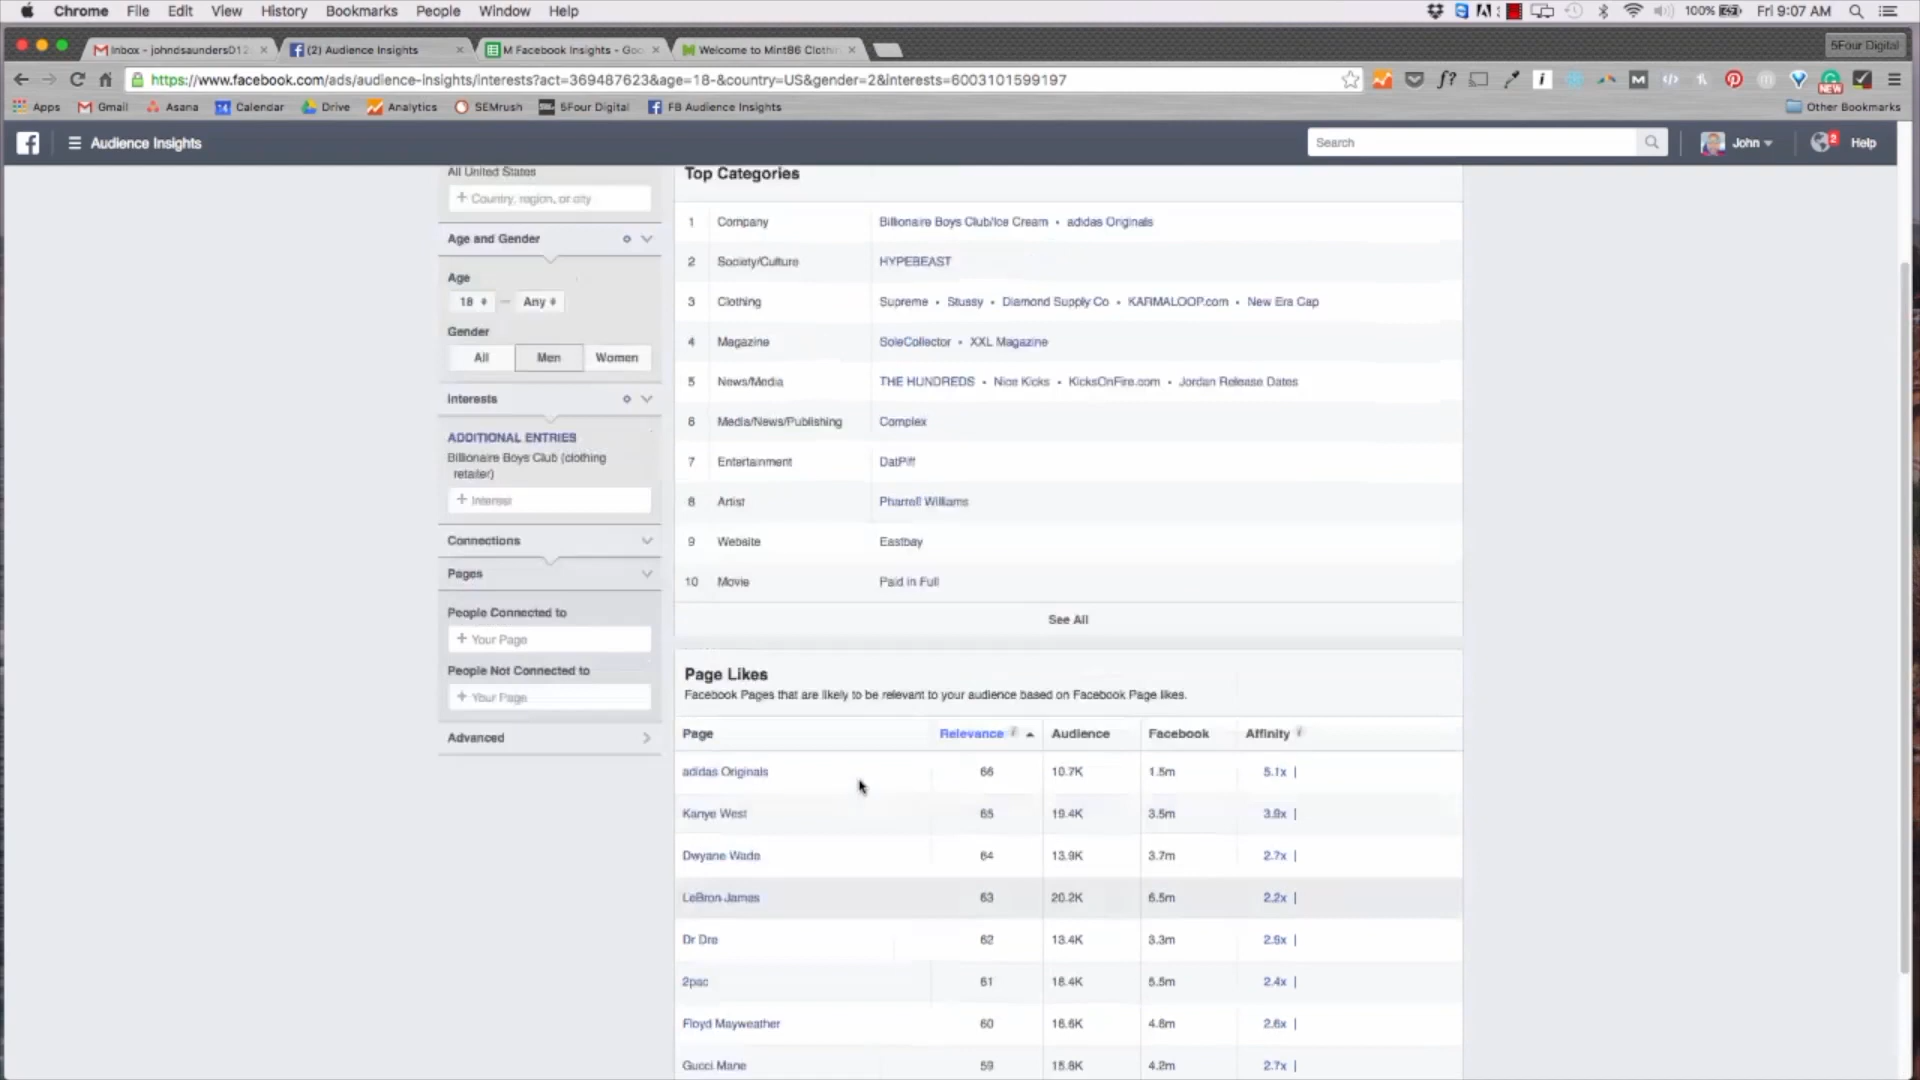 Chrome File Edit View History Bookmarks People Window Help 100% Fri 9:07 AM
Inbox - johndsaunders012 (2) Audience Insights M Facebook Insights - Goo Welcome to Mint86 Clothi 5Four Digital
https://www.facebook.com/ads/audience-insights/interests?act=369487623&age=18-&country=US&gender=2&interests=6003101599197
Apps Gmail Asana Calendar Drive Analytics SEMrush 5Four Digital FB Audience Insights Other Bookmarks
Audience Insights Search John 2 Help
All United States
+ Country, region, or city
Age and Gender
Age
18 – Any
Gender
All Men Women
Interests
ADDITIONAL ENTRIES
Billionaire Boys Club (clothing
retailer)
+ Interest
Connections
Pages
People Connected to
+ Your Page
People Not Connected to
+ Your Page
Advanced
Top Categories
1 Company Billionaire Boys Club/Ice Cream • adidas Originals
2 Society/Culture HYPEBEAST
3 Clothing Supreme • Stussy • Diamond Supply Co • KARMALOOP.com • New Era Cap
4 Magazine SoleCollector • XXL Magazine
5 News/Media THE HUNDREDS • Nice Kicks • KicksOnFire.com • Jordan Release Dates
6 Media/News/Publishing Complex
7 Entertainment DatPiff
8 Artist Pharrell Williams
9 Website Eastbay
10 Movie Paid in Full
See All
Page Likes
Facebook Pages that are likely to be relevant to your audience based on Facebook Page likes.
Page Relevance Audience Facebook Affinity
adidas Originals 66 10.7K 1.5m 5.1x
Kanye West 65 19.4K 3.5m 3.9x
Dwyane Wade 64 13.9K 3.7m 2.7x
LeBron James 63 20.2K 6.5m 2.2x
Dr Dre 62 13.4K 3.3m 2.9x
2pac 61 18.4K 5.5m 2.4x
Floyd Mayweather 60 16.6K 4.6m 2.6x
Gucci Mane 59 15.8K 4.2m 2.7x